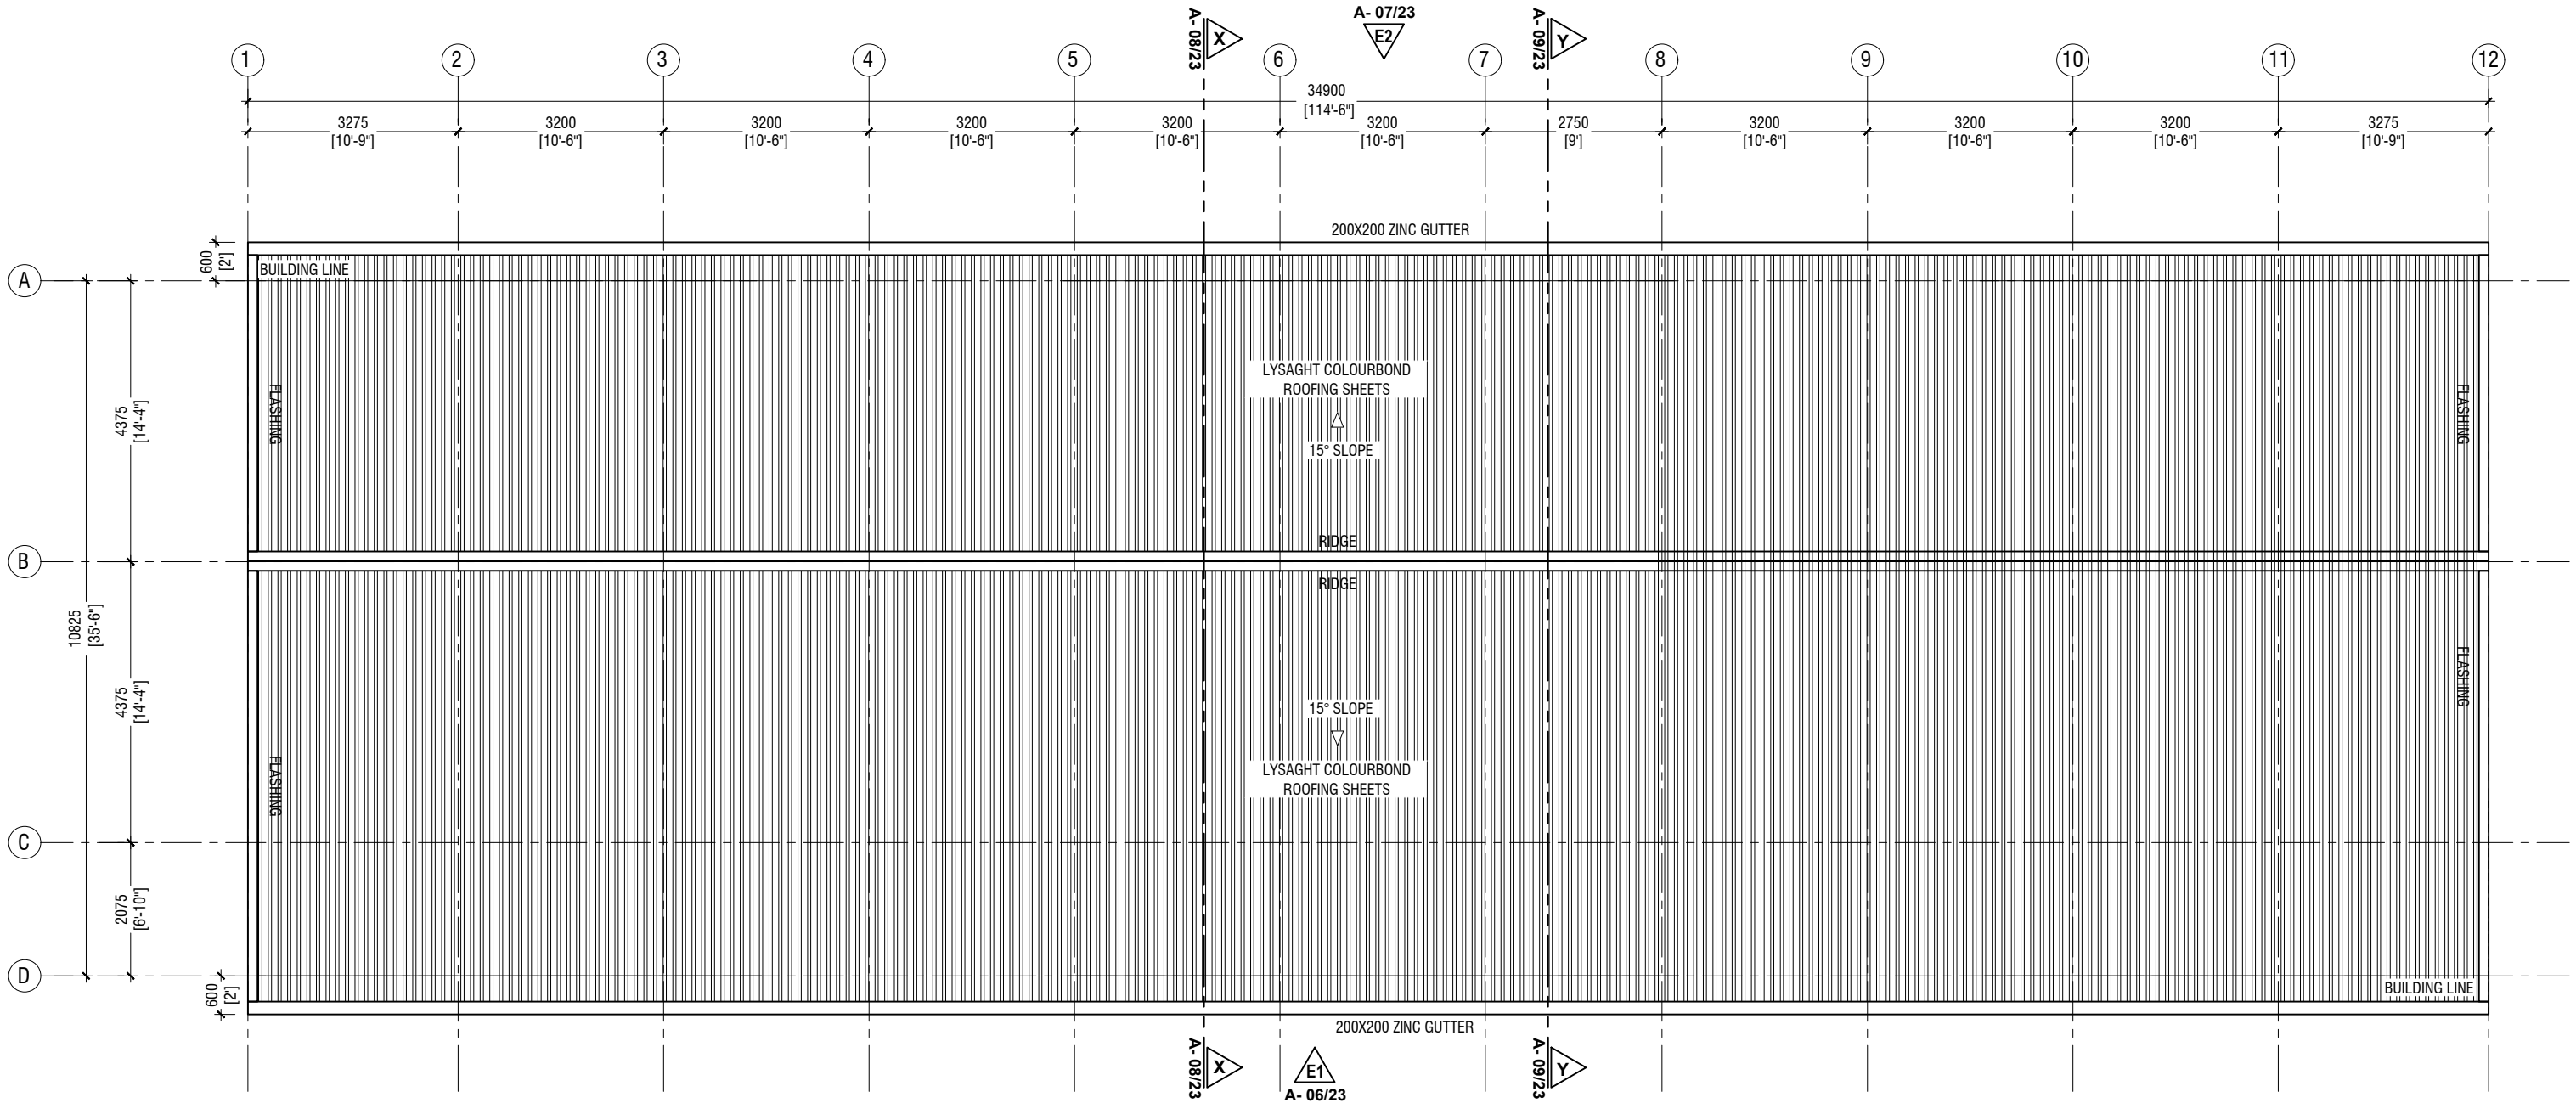 A- 07/23
A- 08/23
X
E2
A- 09/23
Y
1
2
3
4
5
6
7
8
9
10
11
12
34900
[114'-6"]
3275
[10'-9"]
3200
[10'-6"]
3200
[10'-6"]
3200
[10'-6"]
3200
[10'-6"]
3200
[10'-6"]
2750
[9']
3200
[10'-6"]
3200
[10'-6"]
3200
[10'-6"]
3275
[10'-9"]
200X200 ZINC GUTTER
600
[2']
BUILDING LINE
A
LYSAGHT COLOURBOND
ROOFING SHEETS
FLASHING
FLASHING
4375
[14'-4"]
15° SLOPE
RIDGE
B
RIDGE
10825
[35'-6"]
4375
[14'-4"]
FLASHING
15° SLOPE
FLASHING
LYSAGHT COLOURBOND
ROOFING SHEETS
C
2075
[6'-10"]
D
600
[2']
BUILDING LINE
200X200 ZINC GUTTER
A- 08/23
X
E1
A- 06/23
A- 09/23
Y